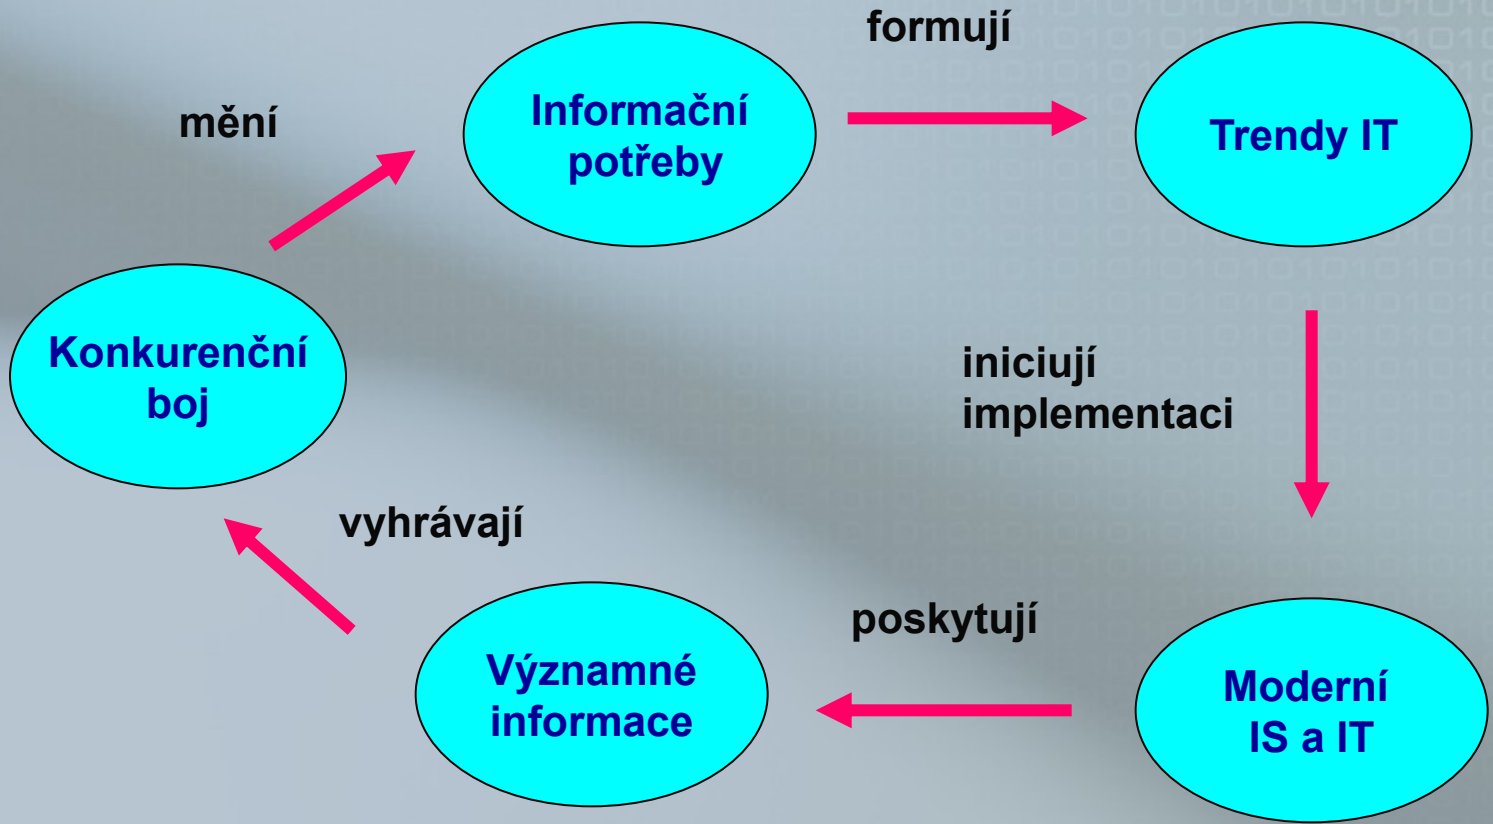 formují
mění
Informační
potřeby
Trendy IT
Konkurenční
boj
iniciují
implementaci
vyhrávají
poskytují
Významné
informace
Moderní
IS a IT